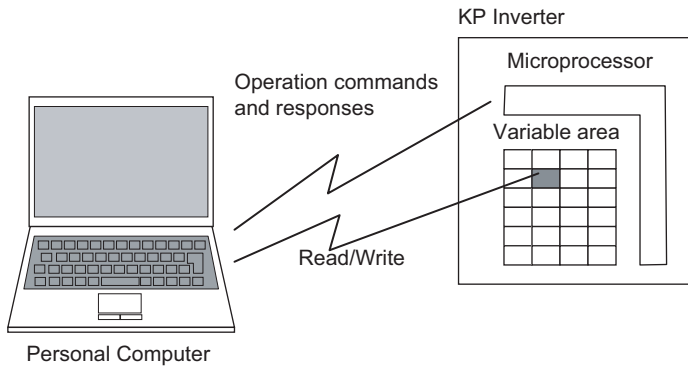 KP Inverter
Microprocessor
Operation commands
and responses
Variable area
Read/Write
Personal Computer